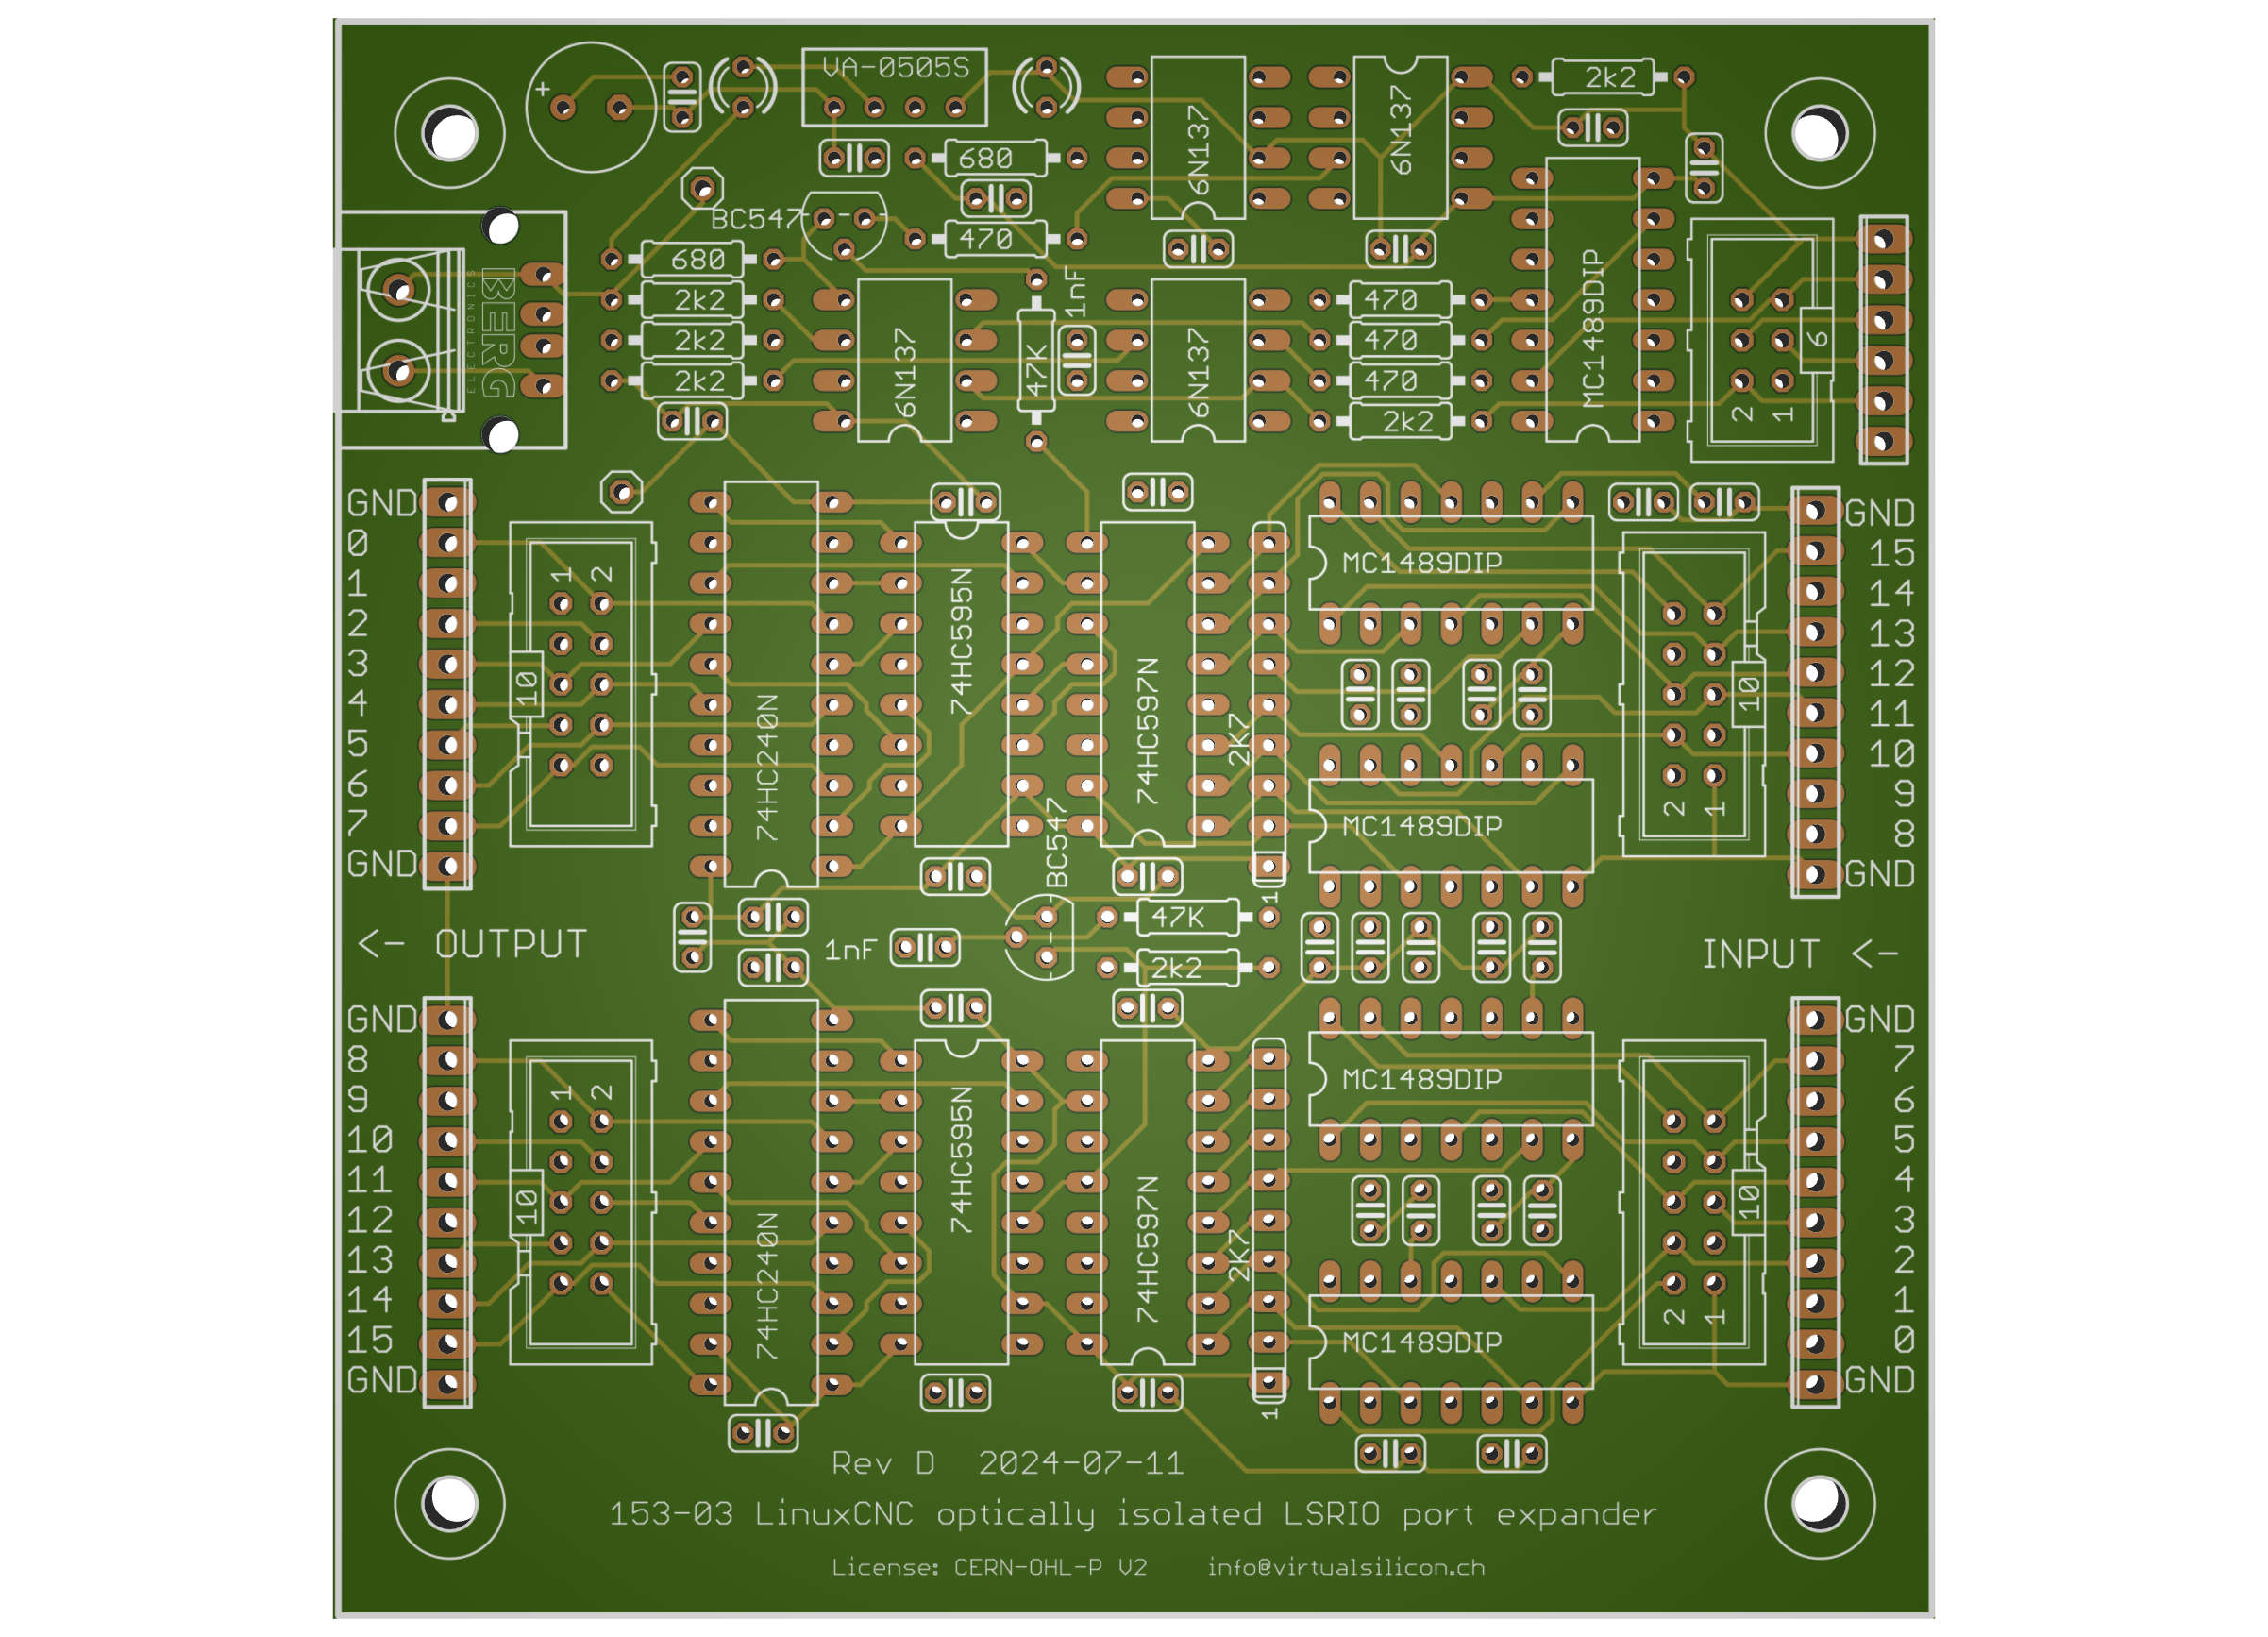 +
VA-0505S
6N137
6N137
2k2
680
BC547
470
BERG
ELECTRONICS
680
2k2
2k2
2k2
6N137
47K
1nF
6N137
470
470
470
2k2
MC1489DIP
6
2 1
GND
0
1
2
3
4
5
6
7
GND
1 2
10
74HC240N
74HC595N
74HC597N
2K7
1
MC1489DIP
MC1489DIP
10
2 1
GND
15
14
13
12
11
10
9
8
GND
BC547
47K
1nF
2k2
<- OUTPUT
INPUT <-
GND
8
9
10
11
12
13
14
15
GND
1 2
10
74HC240N
74HC595N
74HC597N
2K7
1
MC1489DIP
MC1489DIP
10
2 1
GND
7
6
5
4
3
2
1
0
GND
Rev D 2024-07-11
153-03 LinuxCNC optically isolated LSRIO port expander
License: CERN-OHL-P V2 info@virtualsilicon.ch